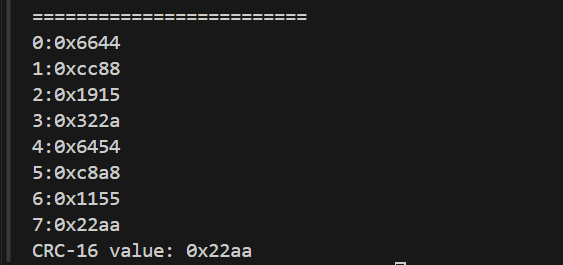 =========================
0:0x6644
1:0xcc88
2:0x1915
3:0x322a
4:0x6454
5:0xc8a8
6:0x1155
7:0x22aa
CRC-16 value: 0x22aa